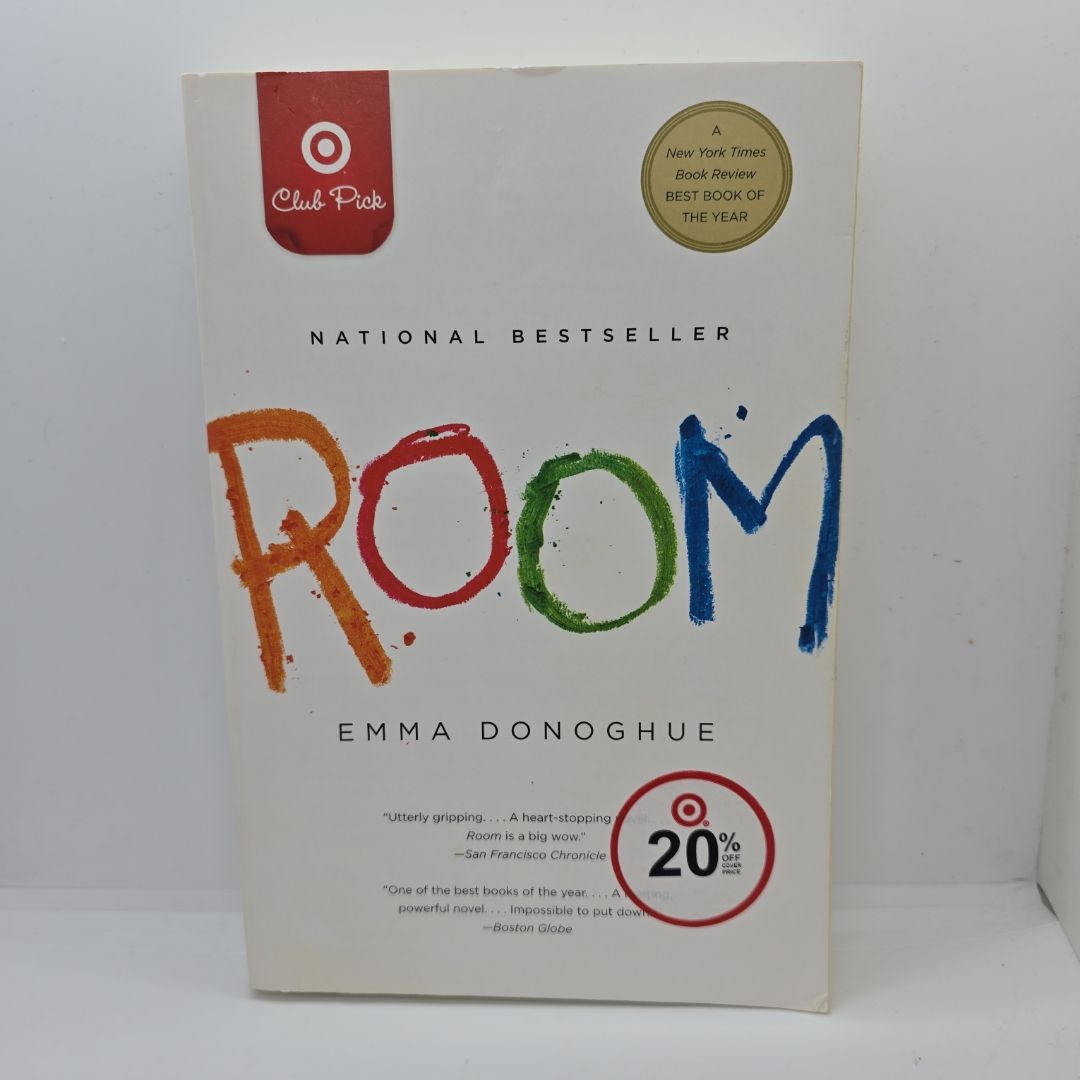 Club Pick
A
New York Times
Book Review
BEST BOOK OF
THE YEAR
NATIONAL BESTSELLER
ROOM
EMMA DONOGHUE
"Utterly gripping. . . . A heart-stopping novel. . . .
Room is a big wow."
—San Francisco Chronicle
"One of the best books of the year. . . . A
powerful novel. . . . Impossible to put down."
—Boston Globe
20% OFF
COVER
PRICE